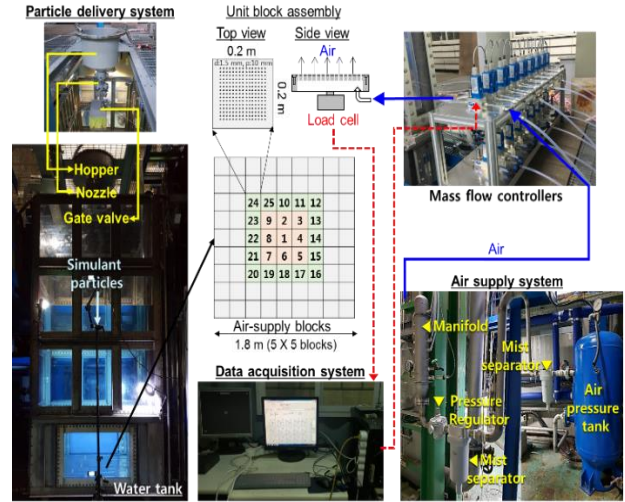 Particle delivery system
Hopper
Nozzle
Gate valve
Simulant
particles
Water tank
Unit block assembly
Top view
0.2 m
d:1.5 mm, p:10 mm
0.2 m
Side view
Air
Load cell
24 25 10 11 12
23 9 2 3 13
22 8 1 4 14
21 7 6 5 15
20 19 18 17 16
Air-supply blocks
1.8 m (5 X 5 blocks)
Data acquisition system
Mass flow controllers
Air
Air supply system
Manifold
Mist
separator
Pressure
Regulator
Air
pressure
tank
Mist
separator